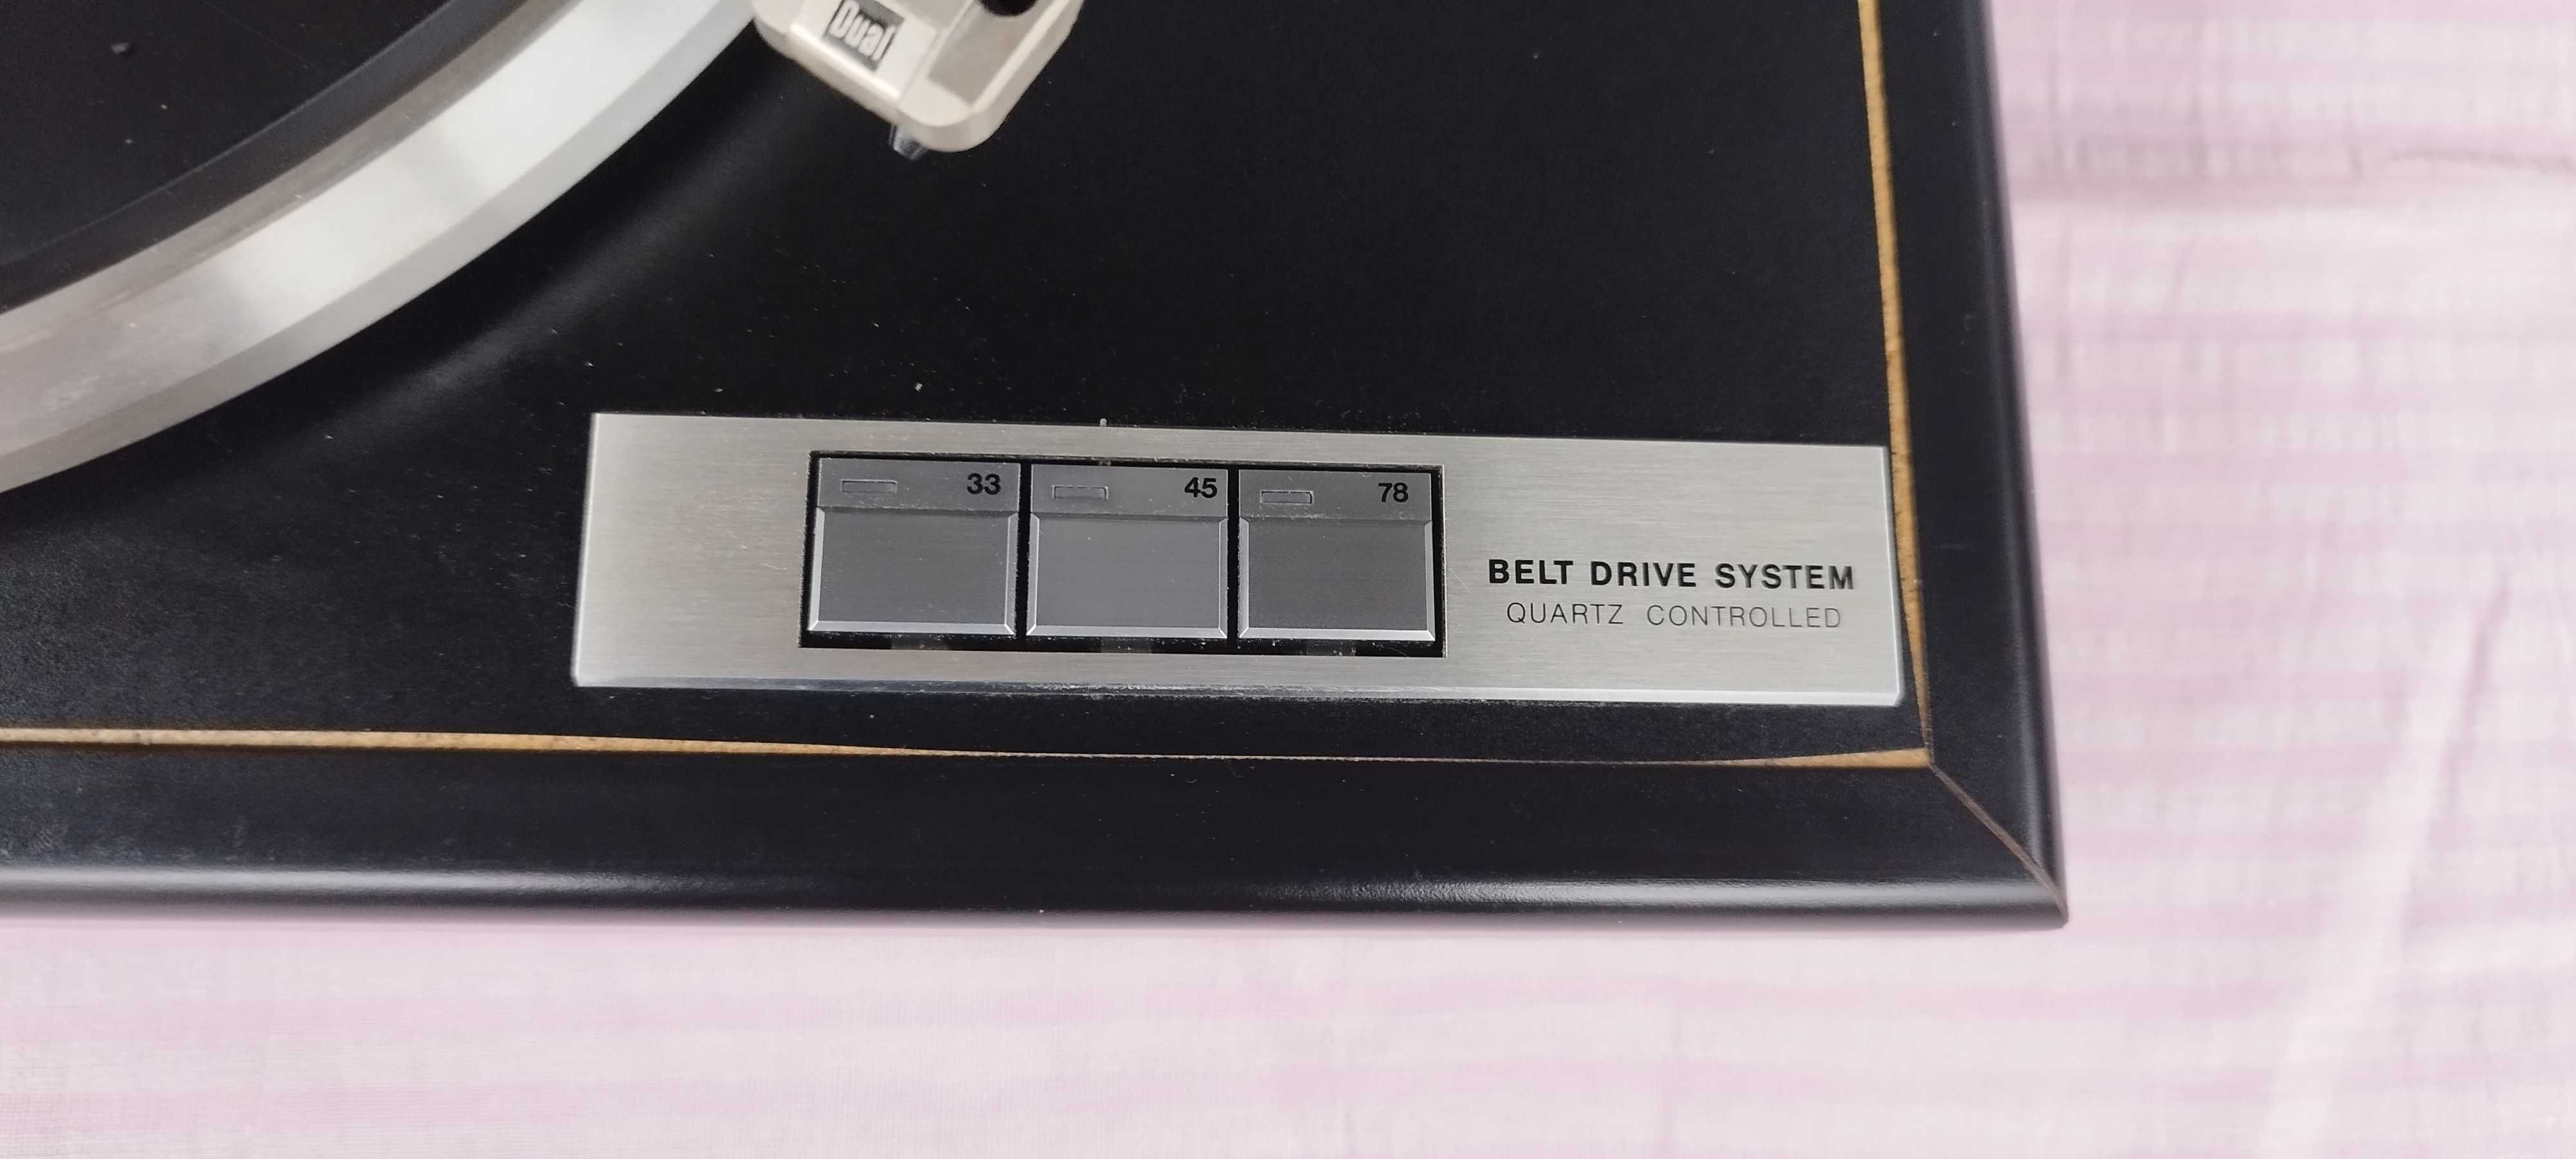 Dual
33
45
78
BELT DRIVE SYSTEM
QUARTZ CONTROLLED